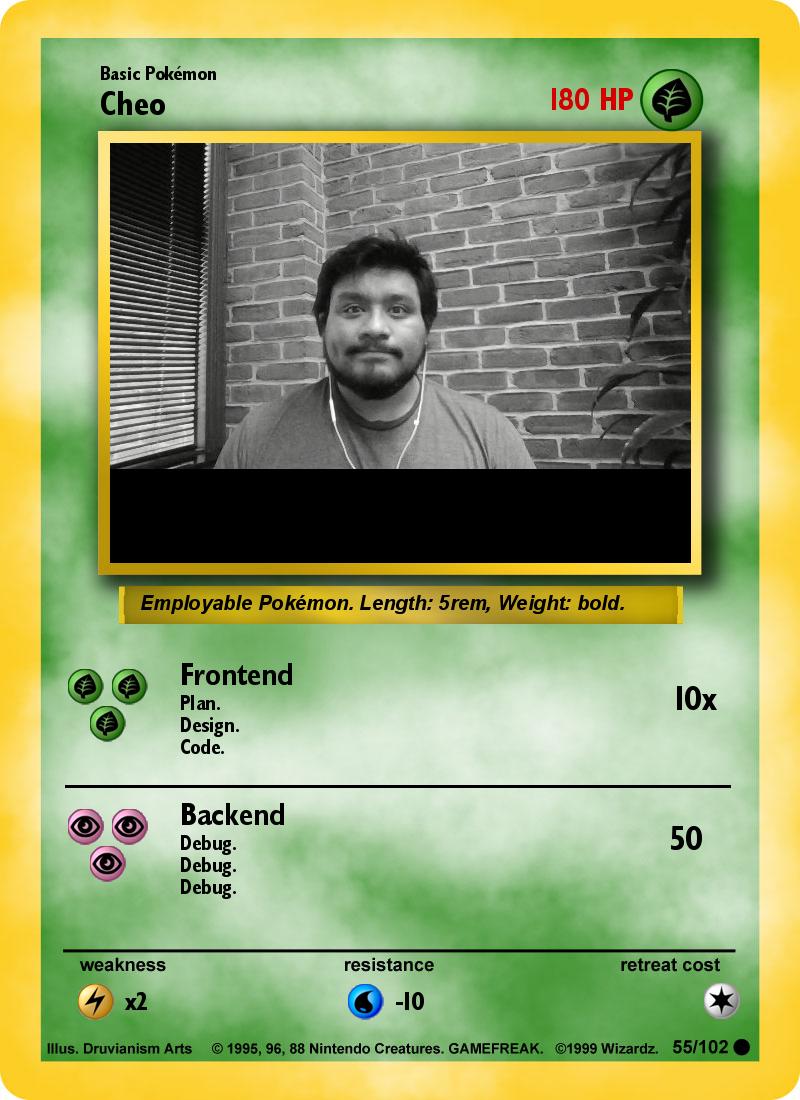 Basic Pokémon
Cheo
180 HP
Employable Pokémon. Length: 5rem, Weight: bold.
Frontend
Plan.
Design.
Code.
10x
Backend
Debug.
Debug.
Debug.
50
weakness resistance retreat cost
x2 -10
Illus. Druvianism Arts © 1995, 96, 88 Nintendo Creatures. GAMEFREAK. ©1999 Wizardz. 55/102